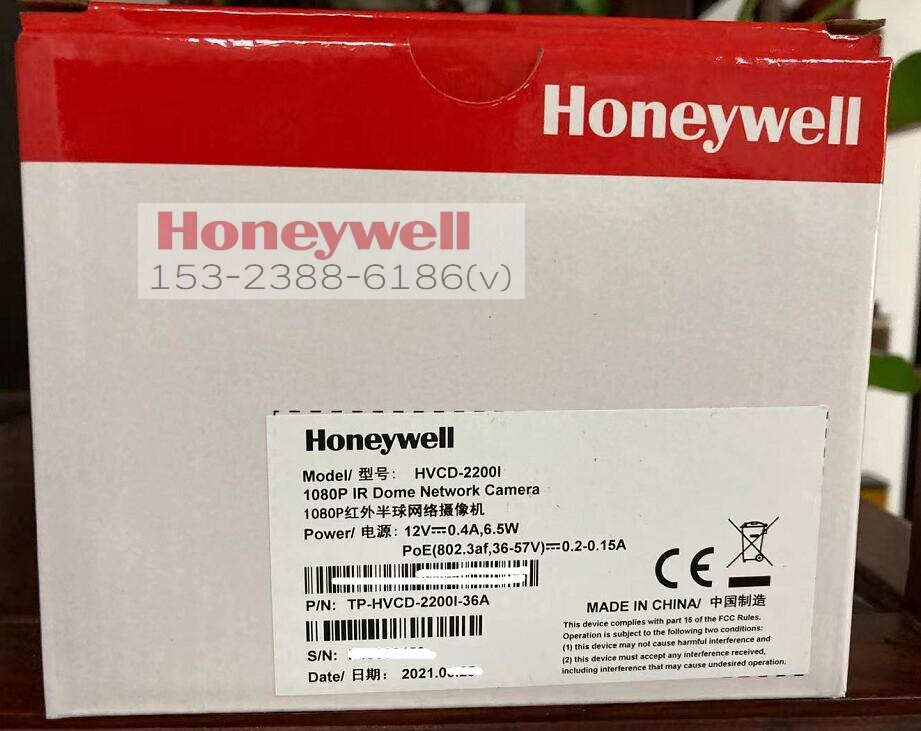 Honeywell
Honeywell
153-2388-6186(v)
Honeywell
Model/ 型号: HVCD-2200I
1080P IR Dome Network Camera
1080P红外半球网络摄像机
Power/ 电源: 12V⎓0.4A,6.5W
PoE(802.3af,36-57V)⎓0.2-0.15A
P/N: TP-HVCD-2200I-36A
S/N:
Date/ 日期: 2021.
CE
MADE IN CHINA/ 中国制造
This device complies with part 15 of the FCC Rules.
Operation is subject to the following two conditions:
(1) this device may not cause harmful interference and
(2) this device must accept any interference received,
including interference that may cause undesired operation.